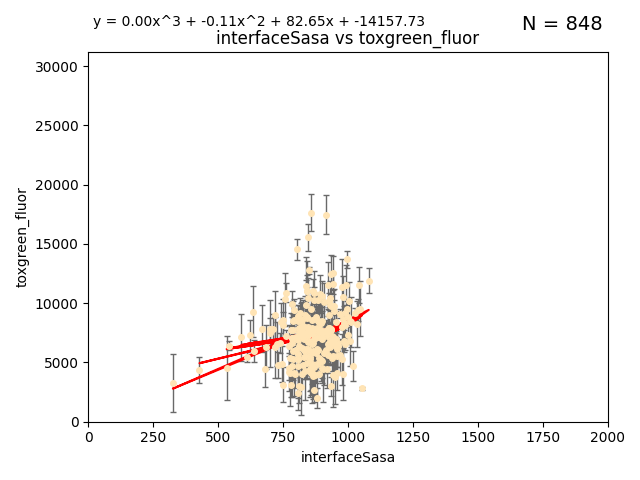 y = 0.00x^3 + -0.11x^2 + 82.65x + -14157.73
N = 848
interfaceSasa vs toxgreen_fluor
30000
25000
20000
15000
10000
5000
0
toxgreen_fluor
0 250 500 750 1000 1250 1500 1750 2000
interfaceSasa